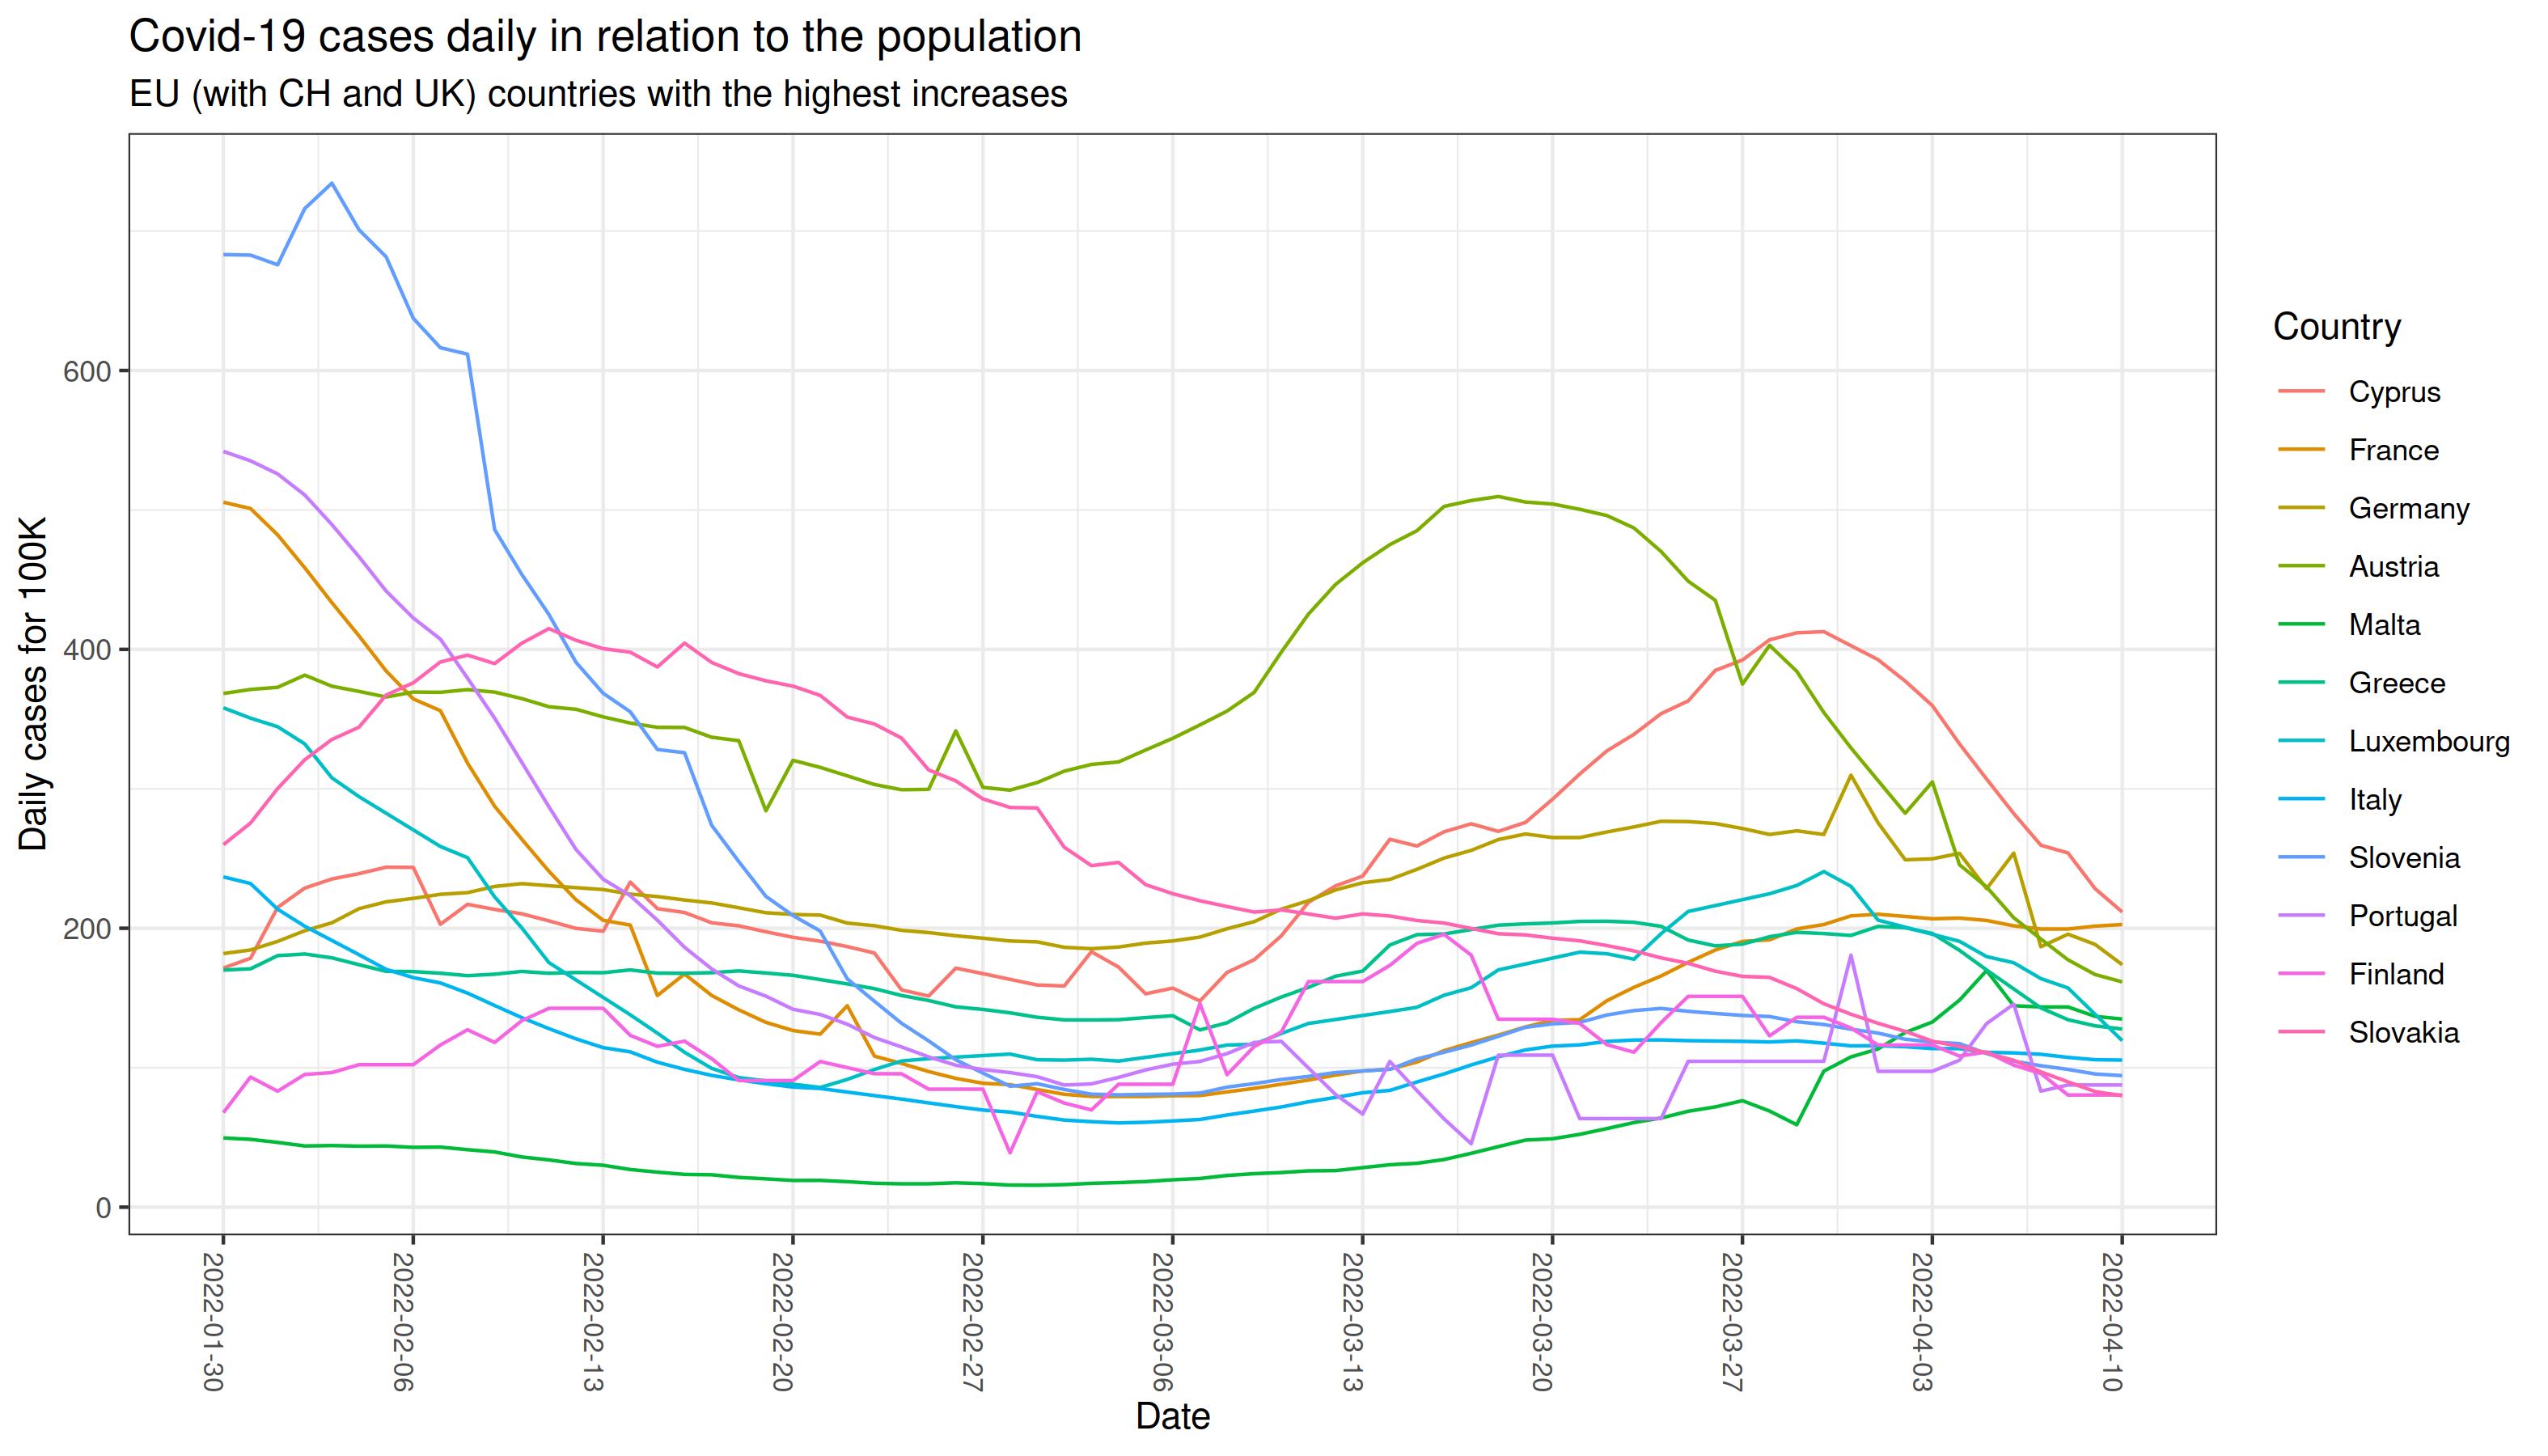 Covid-19 cases daily in relation to the population
EU (with CH and UK) countries with the highest increases
Daily cases for 100K
600
400
200
0
2022-01-30
2022-02-06
2022-02-13
2022-02-20
2022-02-27
2022-03-06
2022-03-13
2022-03-20
2022-03-27
2022-04-03
2022-04-10
Date
Country
Cyprus
France
Germany
Austria
Malta
Greece
Luxembourg
Italy
Slovenia
Portugal
Finland
Slovakia